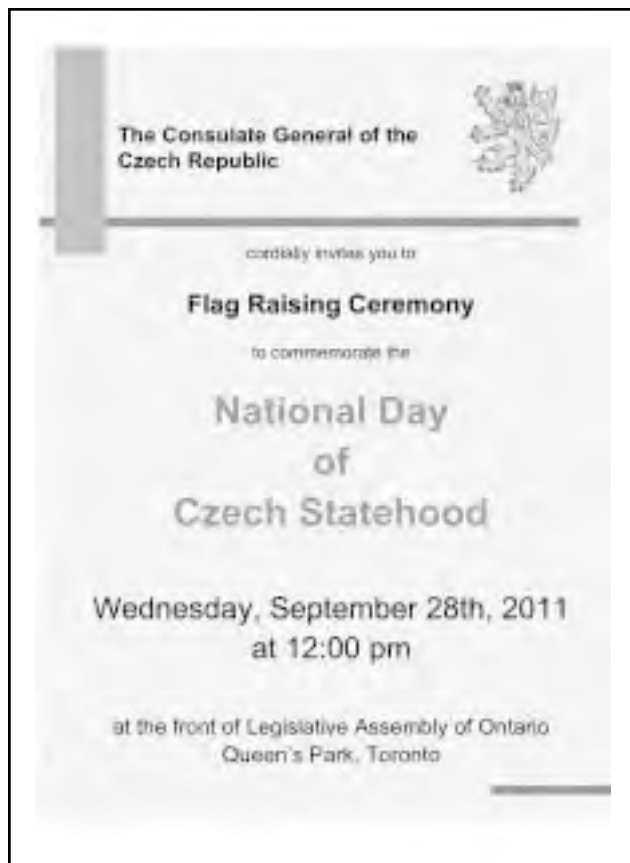 The Consulate General of the
Czech Republic
cordially invites you to
Flag Raising Ceremony
to commemorate the
National Day
of
Czech Statehood
Wednesday, September 28th, 2011
at 12:00 pm
at the front of Legislative Assembly of Ontario
Queen's Park, Toronto